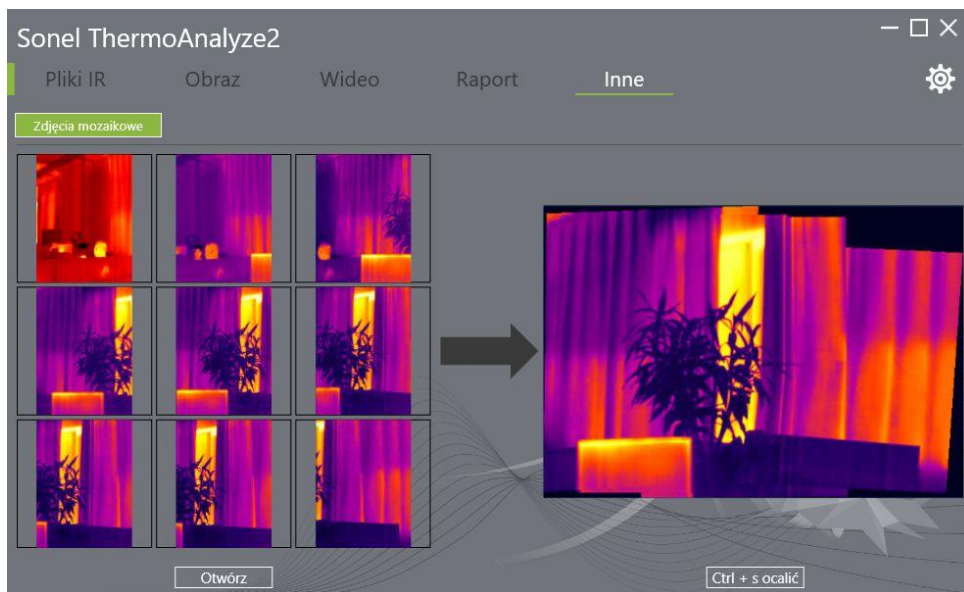 Sonel ThermoAnalyze2
Pliki IR Obraz Wideo Raport Inne
Zdjęcia mozaikowe
Otwórz
Ctrl + s ocalić